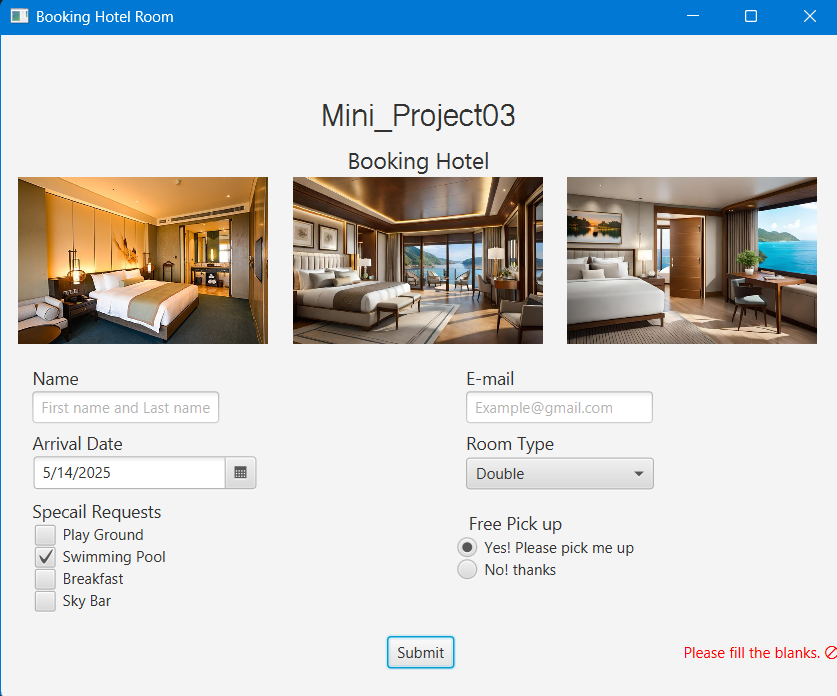 Booking Hotel Room
Mini_Project03
Booking Hotel
Name
E-mail
First name and Last name
Example@gmail.com
Arrival Date
Room Type
5/14/2025
Double
Specail Requests
Free Pick up
Play Ground
Yes! Please pick me up
Swimming Pool
No! thanks
Breakfast
Sky Bar
Submit
Please fill the blanks.